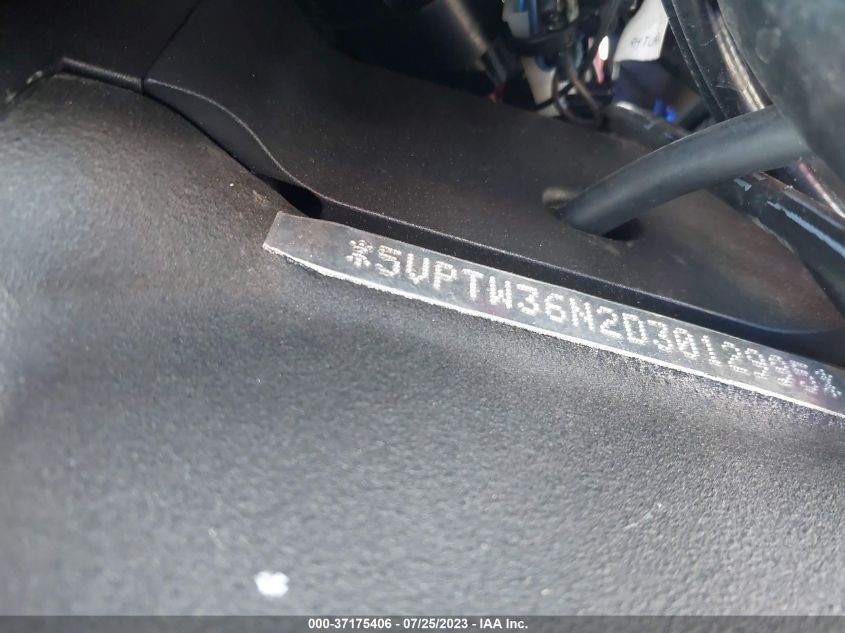 *5VPTW36N2D3012995*
000-37175406 - 07/25/2023 - IAA Inc.